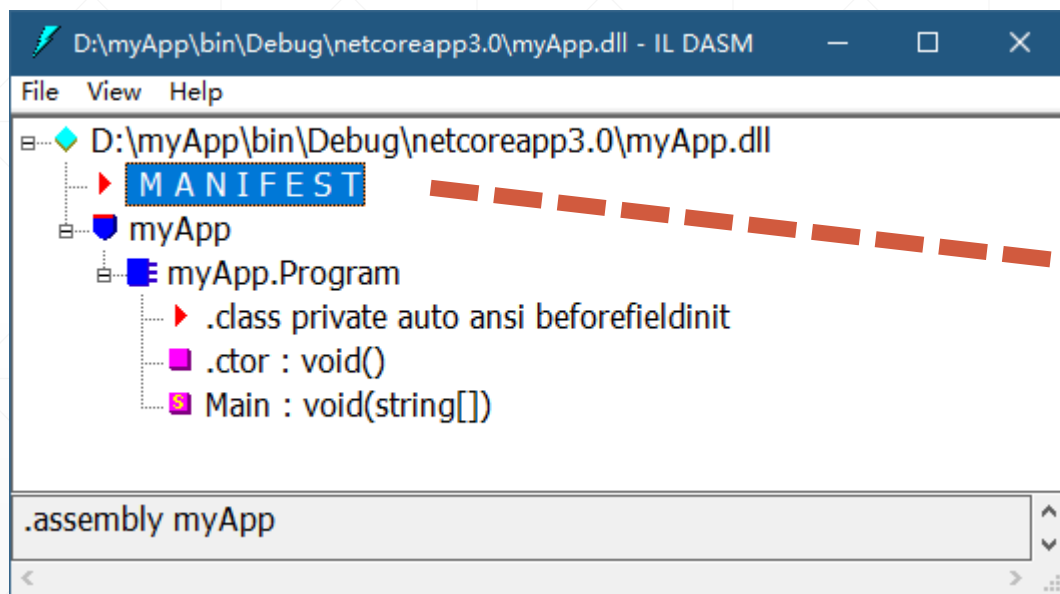 D:\myApp\bin\Debug\netcoreapp3.0\myApp.dll - IL DASM
File View Help
D:\myApp\bin\Debug\netcoreapp3.0\myApp.dll
M A N I F E S T
myApp
myApp.Program
.class private auto ansi beforefieldinit
.ctor : void()
S Main : void(string[])
.assembly myApp